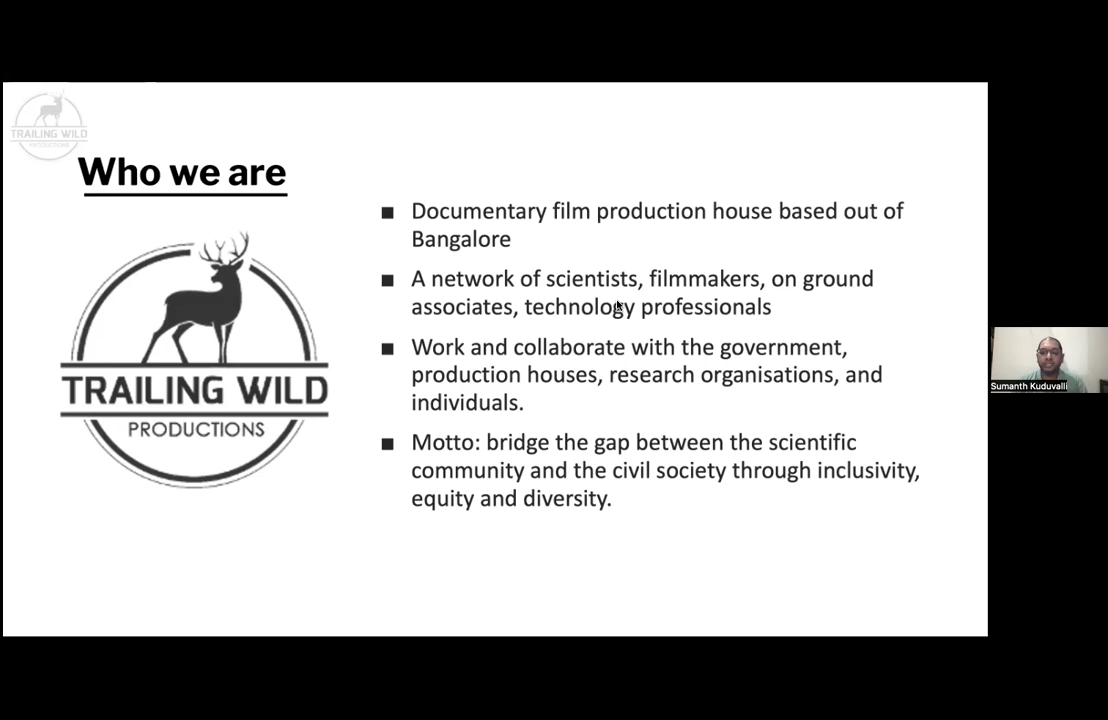 TRAILING WILD
PRODUCTIONS
Who we are
TRAILING WILD
PRODUCTIONS
■ Documentary film production house based out of
Bangalore
■ A network of scientists, filmmakers, on ground
associates, technology professionals
■ Work and collaborate with the government,
production houses, research organisations, and
individuals.
■ Motto: bridge the gap between the scientific
community and the civil society through inclusivity,
equity and diversity.
Sumanth Kuduvalli